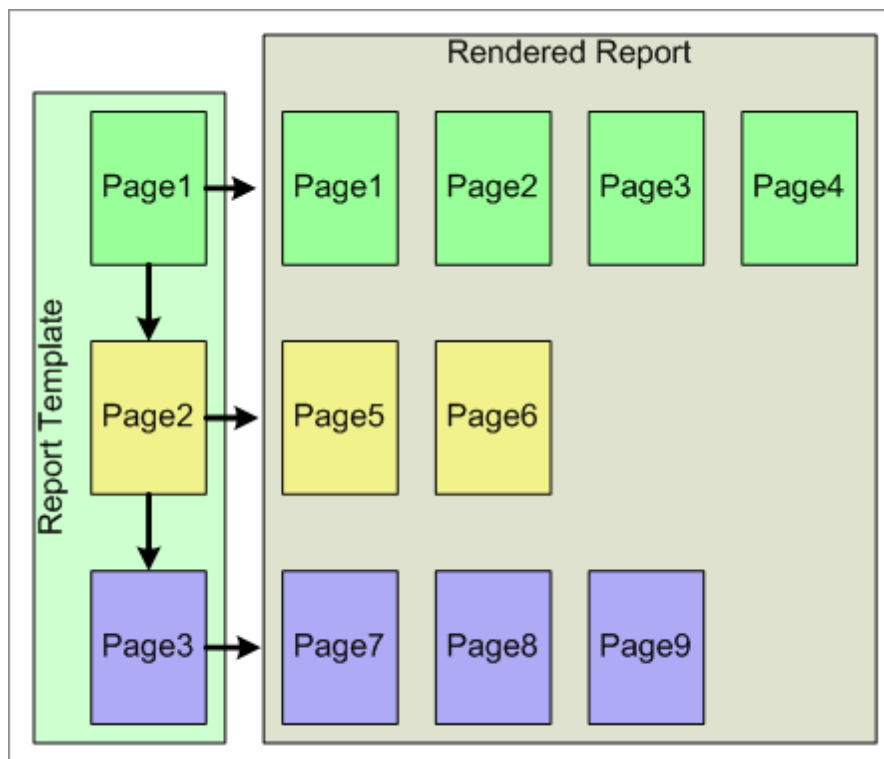 Rendered Report
Report Template
Page1
Page1
Page2
Page3
Page4
Page2
Page5
Page6
Page3
Page7
Page8
Page9